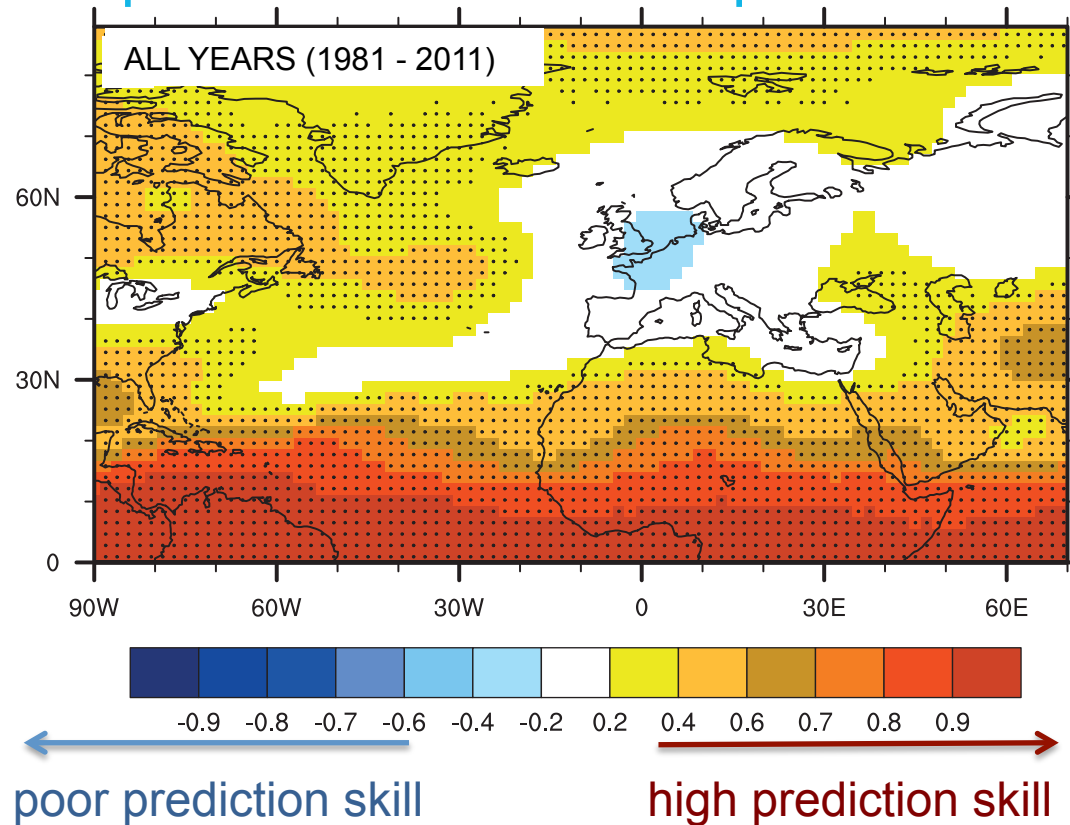 ALL YEARS (1981 - 2011)
60N
30N
0
90W 60W 30W 0 30E 60E
-0.9 -0.8 -0.7 -0.6 -0.4 -0.2 0.2 0.4 0.6 0.7 0.8 0.9
poor prediction skill high prediction skill